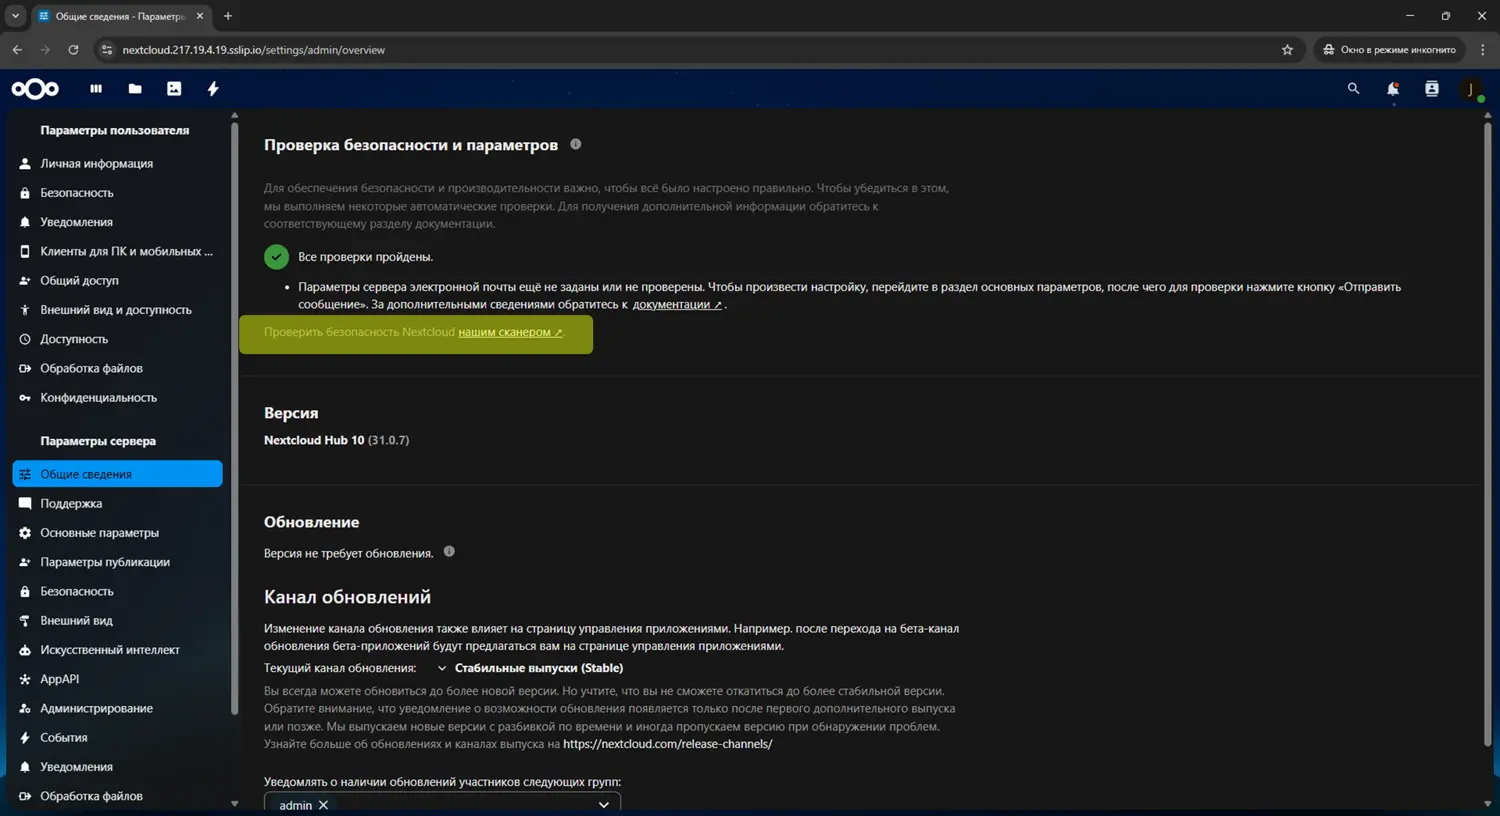 Общие сведения - Параметры
nextcloud.217.19.4.19.sslip.io/settings/admin/overview
Окно в режиме инкогнито
J
Параметры пользователя
Личная информация
Безопасность
Уведомления
Клиенты для ПК и мобильных ...
Общий доступ
Внешний вид и доступность
Доступность
Обработка файлов
Конфиденциальность
Параметры сервера
Общие сведения
Поддержка
Основные параметры
Параметры публикации
Безопасность
Внешний вид
Искусственный интеллект
AppAPI
Администрирование
События
Уведомления
Обработка файлов
Проверка безопасности и параметров
Для обеспечения безопасности и производительности важно, чтобы всё было настроено правильно. Чтобы убедиться в этом,
мы выполняем некоторые автоматические проверки. Для получения дополнительной информации обратитесь к
соответствующему разделу документации.
Все проверки пройдены.
• Параметры сервера электронной почты ещё не заданы или не проверены. Чтобы произвести настройку, перейдите в раздел основных параметров, после чего для проверки нажмите кнопку «Отправить
сообщение». За дополнительными сведениями обратитесь к документации ↗.
Проверить безопасность Nextcloud нашим сканером ↗.
Версия
Nextcloud Hub 10 (31.0.7)
Обновление
Версия не требует обновления.
Канал обновлений
Изменение канала обновления также влияет на страницу управления приложениями. Например. после перехода на бета-канал
обновления бета-приложений будут предлагаться вам на странице управления приложениями.
Текущий канал обновления: Стабильные выпуски (Stable)
Вы всегда можете обновиться до более новой версии. Но учтите, что вы не сможете откатиться до более стабильной версии.
Обратите внимание, что уведомление о возможности обновления появляется только после первого дополнительного выпуска
или позже. Мы выпускаем новые версии с разбивкой по времени и иногда пропускаем версию при обнаружении проблем.
Узнайте больше об обновлениях и каналах выпуска на https://nextcloud.com/release-channels/
Уведомлять о наличии обновлений участников следующих групп:
admin